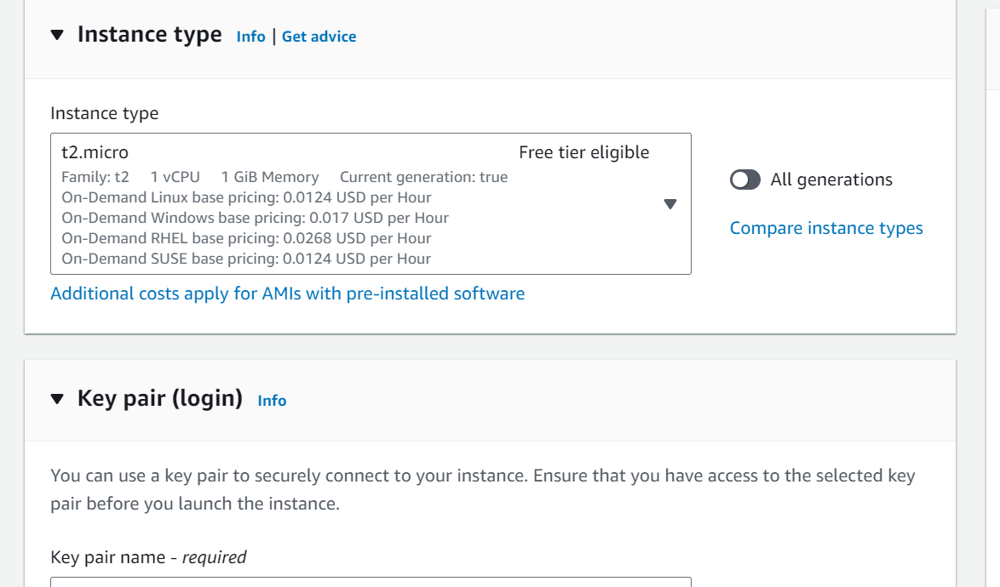 Instance type Info | Get advice
Instance type
t2.micro Free tier eligible
Family: t2 1 vCPU 1 GiB Memory Current generation: true
On-Demand Linux base pricing: 0.0124 USD per Hour
On-Demand Windows base pricing: 0.017 USD per Hour
On-Demand RHEL base pricing: 0.0268 USD per Hour
On-Demand SUSE base pricing: 0.0124 USD per Hour
All generations
Compare instance types
Additional costs apply for AMIs with pre-installed software
Key pair (login) Info
You can use a key pair to securely connect to your instance. Ensure that you have access to the selected key
pair before you launch the instance.
Key pair name - required